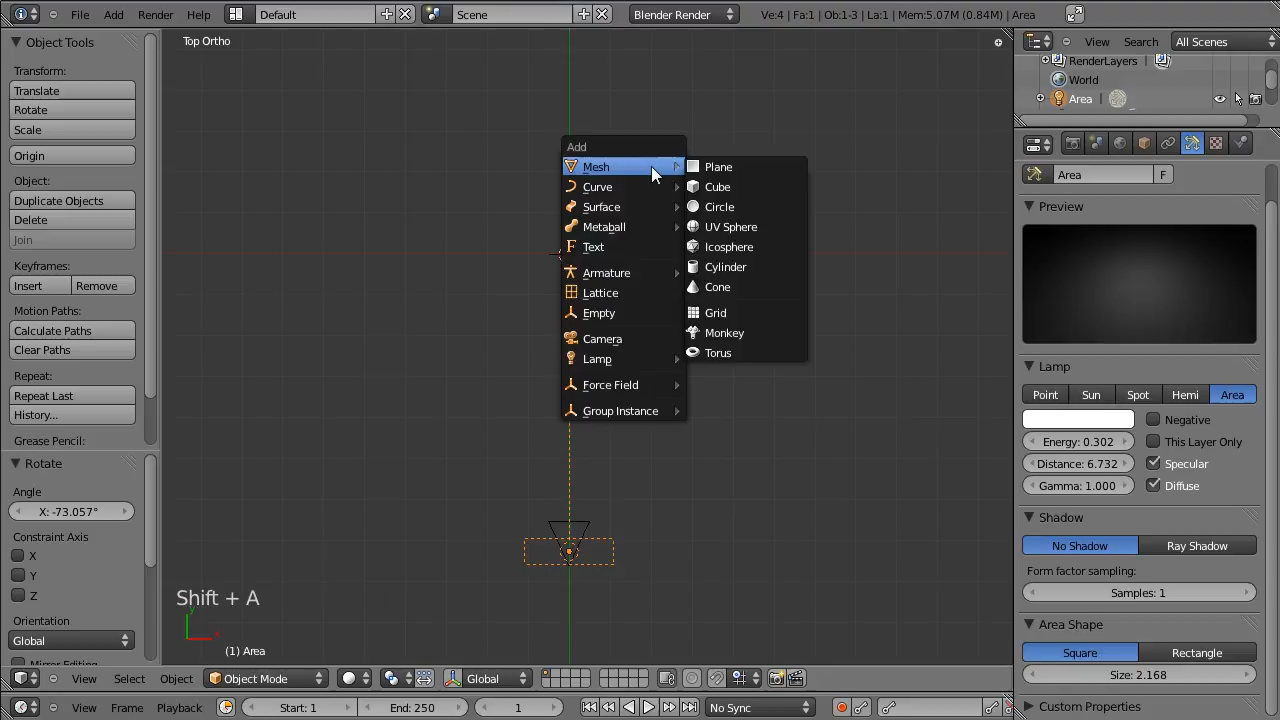 File Add Render Help Default Scene Blender Render Ve:4 | Fa:1 | Ob:1-3 | La:1 | Mem:5.07M (0.84M) | Area
Object Tools
Transform:
Translate
Rotate
Scale
Origin
Object:
Duplicate Objects
Delete
Join
Keyframes:
Insert Remove
Motion Paths:
Calculate Paths
Clear Paths
Repeat:
Repeat Last
History...
Grease Pencil:
Rotate
Angle
X: -73.057°
Constraint Axis
X
Y
Z
Orientation
Global
Top Ortho
Add
Mesh
Curve
Surface
Metaball
Text
Armature
Lattice
Empty
Camera
Lamp
Force Field
Group Instance
Plane
Cube
Circle
UV Sphere
Icosphere
Cylinder
Cone
Grid
Monkey
Torus
Shift + A
y
x
(1) Area
View Search All Scenes
RenderLayers
World
Area
Area F
Preview
Lamp
Point Sun Spot Hemi Area
Negative
Energy: 0.302 This Layer Only
Distance: 6.732 Specular
Gamma: 1.000 Diffuse
Shadow
No Shadow Ray Shadow
Form factor sampling:
Samples: 1
Area Shape
Square Rectangle
Size: 2.168
Custom Properties
View Select Object Object Mode Global
View Frame Playback Start: 1 End: 250 1 No Sync